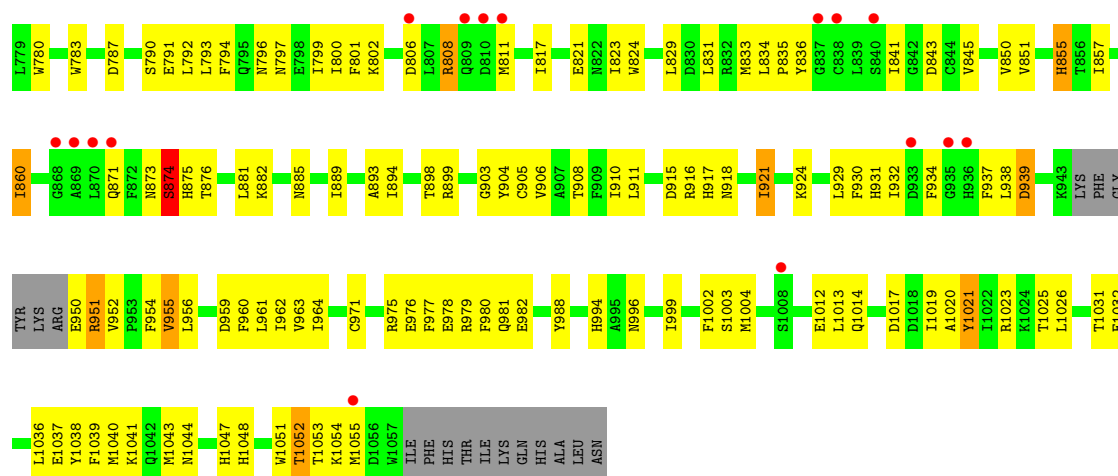 L779 W780 W783 D787 S790 E791 L792 L793 F794 Q795 N796 N797 E798 I799 I800 F801 K802 D806 L807 R808 Q809 D810 M811 I817 E821 N822 I823 W824 L829 D830 L831 R832 M833 L834 P835 Y836 G837 C838 L839 S840 I841 G842 D843 C844 V845 V850 V851 H855 T856 I857
I860 G868 A869 L870 Q871 F872 N873 S874 H875 T876 L881 K882 N885 I889 A893 I894 T898 R899 G903 Y904 C905 V906 A907 T908 F909 I910 L911 D915 R916 H917 N918 I921 K924 L929 F930 H931 I932 D933 F934 G935 H936 F937 L938 D939 K943 LYS PHE GLY
TYR LYS ARG E950 R951 V952 P953 F954 V955 L956 D959 F960 L961 I962 V963 I964 C971 R975 E976 F977 E978 R979 F980 Q981 E982 Y988 H994 A995 N996 I999 F1002 S1003 M1004 S1008 E1012 L1013 Q1014 D1017 D1018 I1019 A1020 Y1021 I1022 R1023 K1024 T1025 L1026 T1031 E1032
L1036 E1037 Y1038 F1039 M1040 K1041 Q1042 M1043 N1044 H1047 H1048 W1051 T1052 T1053 K1054 M1055 D1056 W1057 ILE PHE HIS THR ILE LYS GLN HIS ALA LEU ASN